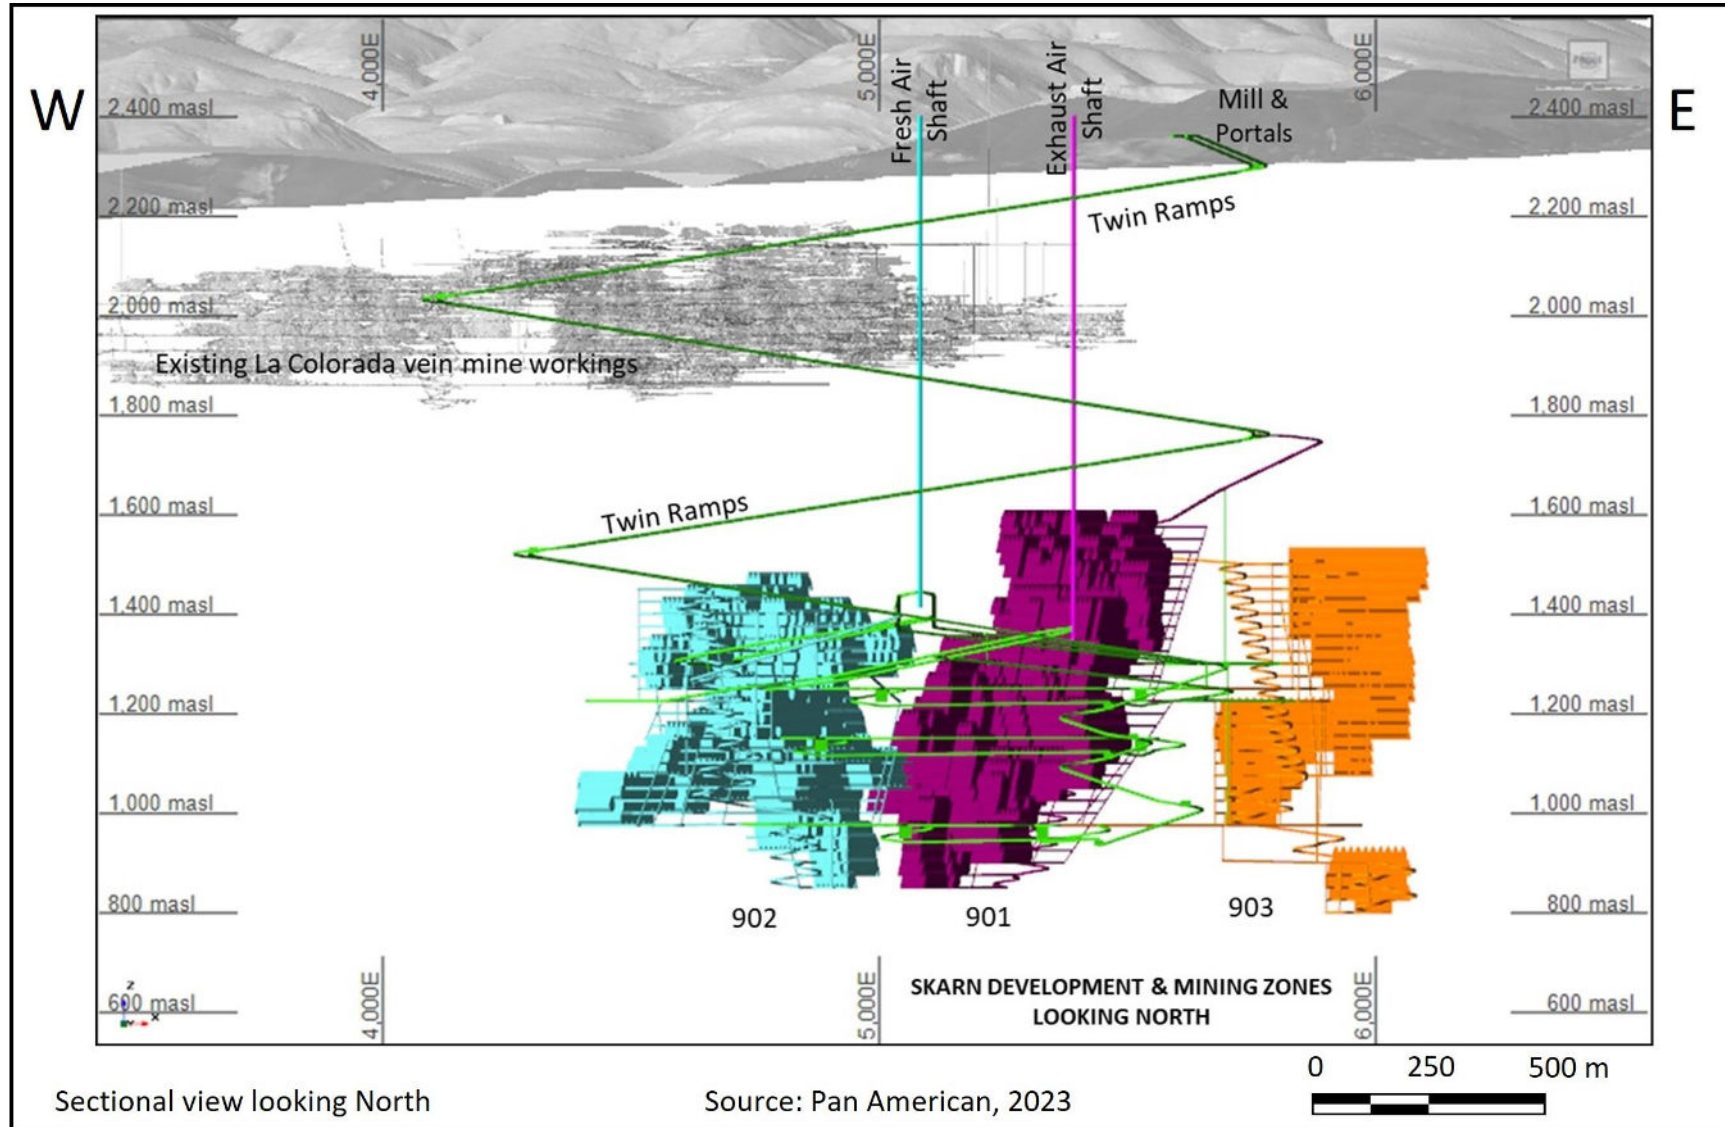 W
E
4,000E
5,000E
6,000E
Fresh Air
Shaft
Exhaust Air
Shaft
Mill &
Portals
2,400 masl
2,400 masl
2,200 masl
2,200 masl
Twin Ramps
2,000 masl
2,000 masl
Existing La Colorada vein mine workings
1,800 masl
1,800 masl
1,600 masl
1,600 masl
Twin Ramps
1,400 masl
1,400 masl
1,200 masl
1,200 masl
1,000 masl
1,000 masl
800 masl
800 masl
902
901
903
600 masl
600 masl
Z
X
4,000E
5,000E
6,000E
SKARN DEVELOPMENT & MINING ZONES
LOOKING NORTH
0 250 500 m
Sectional view looking North
Source: Pan American, 2023